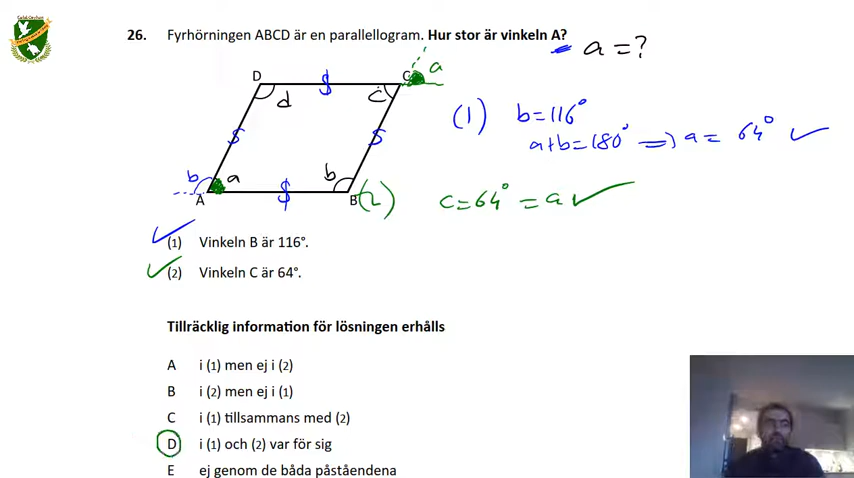 26. Fyrhörningen ABCD är en parallellogram. Hur stor är vinkeln A?
a = ?
D
C
a
d
c
b
a
b
A
B
(1) b = 116°
a + b = 180° => a = 64°
(2) c = 64° = a
(1) Vinkeln B är 116°.
(2) Vinkeln C är 64°.
Tillräcklig information för lösningen erhålls
A i (1) men ej i (2)
B i (2) men ej i (1)
C i (1) tillsammans med (2)
D i (1) och (2) var för sig
E ej genom de båda påståendena